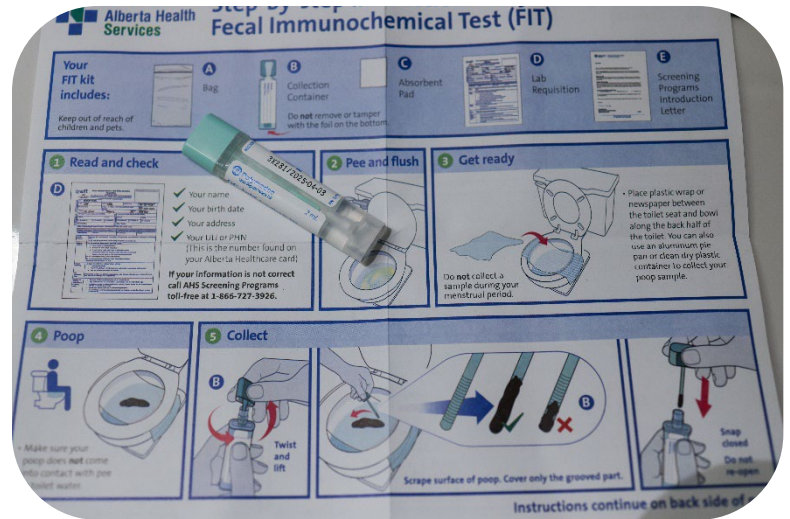 Alberta Health
Services
Step-by-step
Fecal Immunochemical Test (FIT)
Your
FIT kit
includes:
Keep out of reach of
children and pets.
A
Bag
B
Collection
Container
Do not remove or tamper
with the foil on the bottom.
C
Absorbent
Pad
D
Lab
Requisition
E
Screening
Programs
Introduction
Letter
1 Read and check
D
Your name
Your birth date
Your address
Your ULI or PHN
(This is the number found on
your Alberta Healthcare card)
If your information is not correct
call AHS Screening Programs
toll-free at 1-866-727-3926.
3X281/2025-04-03
2 mL
2 Pee and flush
3 Get ready
Do not collect a
sample during your
menstrual period.
• Place plastic wrap or
newspaper between
the toilet seat and bowl
along the back half of
the toilet. You can also
use an aluminum pie
pan or clean dry plastic
container to collect your
poop sample.
4 Poop
• Make sure your
poop does not come
into contact with pee
or toilet water.
5 Collect
B
Twist
and
lift
B
Scrape surface of poop. Cover only the grooved part.
Snap
closed
Do not
re-open
Instructions continue on back side of